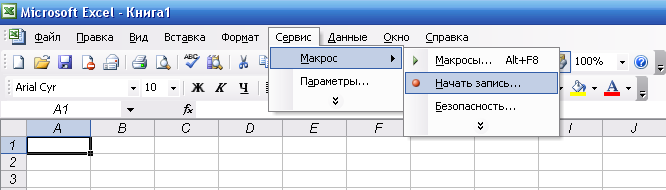 Microsoft Excel - Книга1
Файл Правка Вид Вставка Формат Сервис Данные Окно Справка
Макрос
Макросы... Alt+F8
100%
Arial Cyr 10 Ж К Ч
Параметры...
Начать запись...
A1 fx
Безопасность...
A B C D E F I J
1
2
3